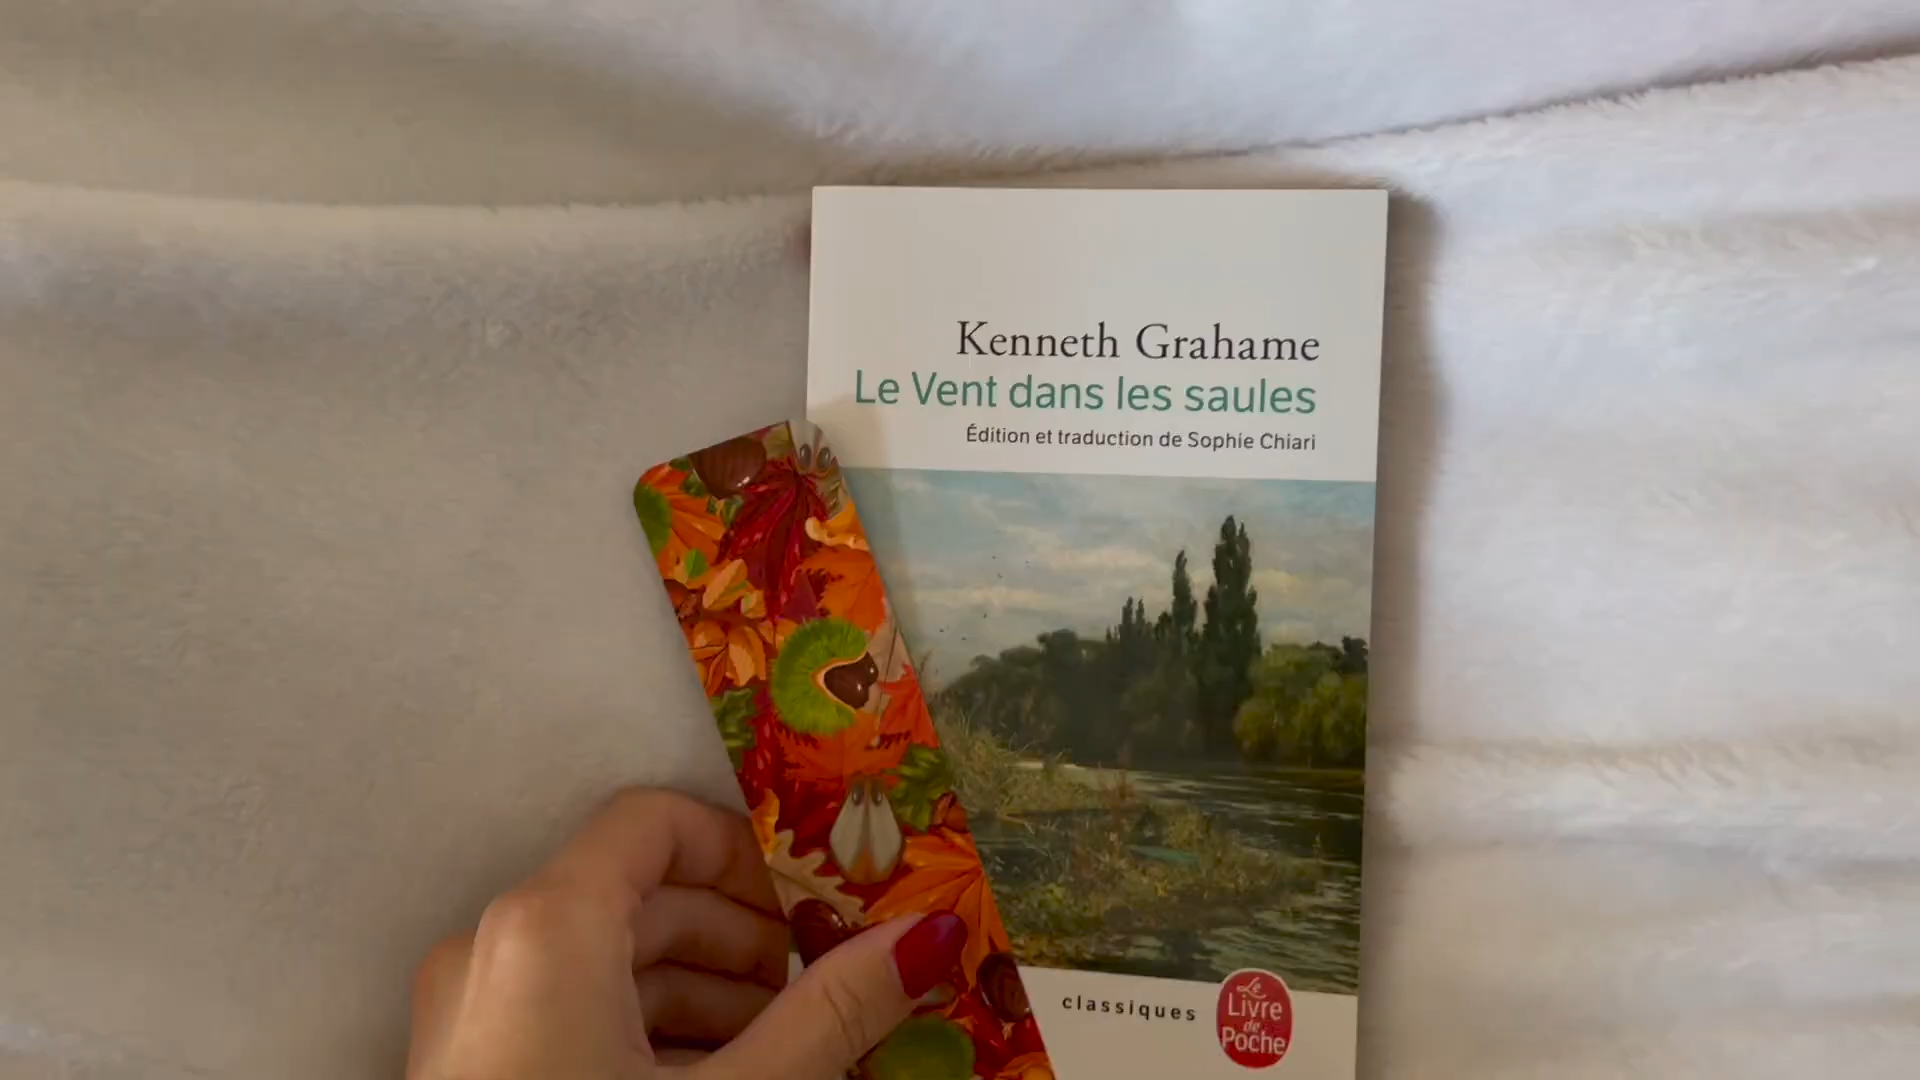 Kenneth Grahame
Le Vent dans les saules
Édition et traduction de Sophie Chiari
classiques
Le
Livre
de
Poche